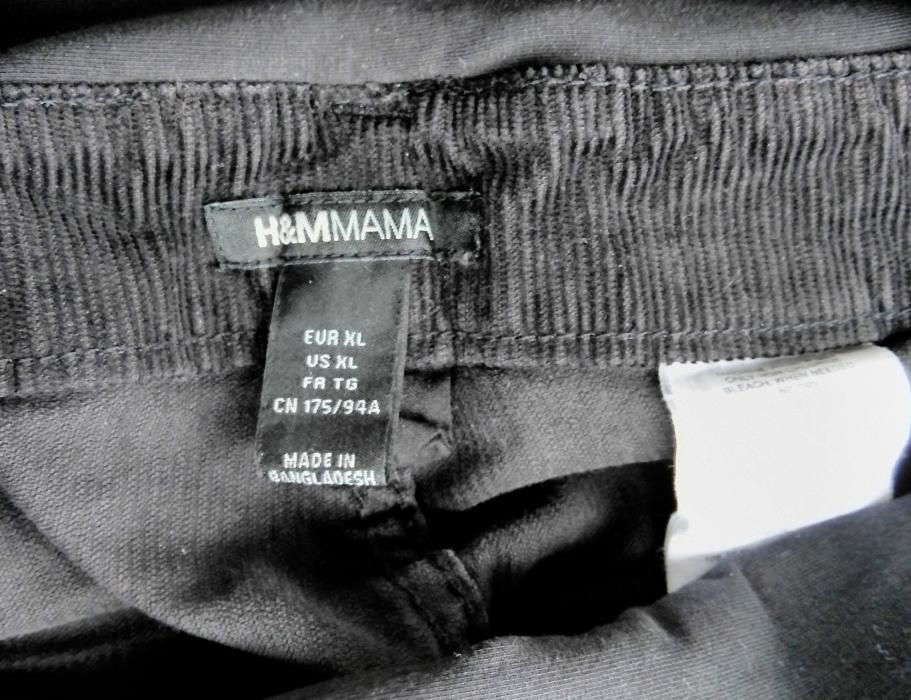 H&MMAMA
EUR XL
US XL
FR TG
CN 175/94A
MADE IN
BANGLADESH
BLEACH, WHEN NEEDED